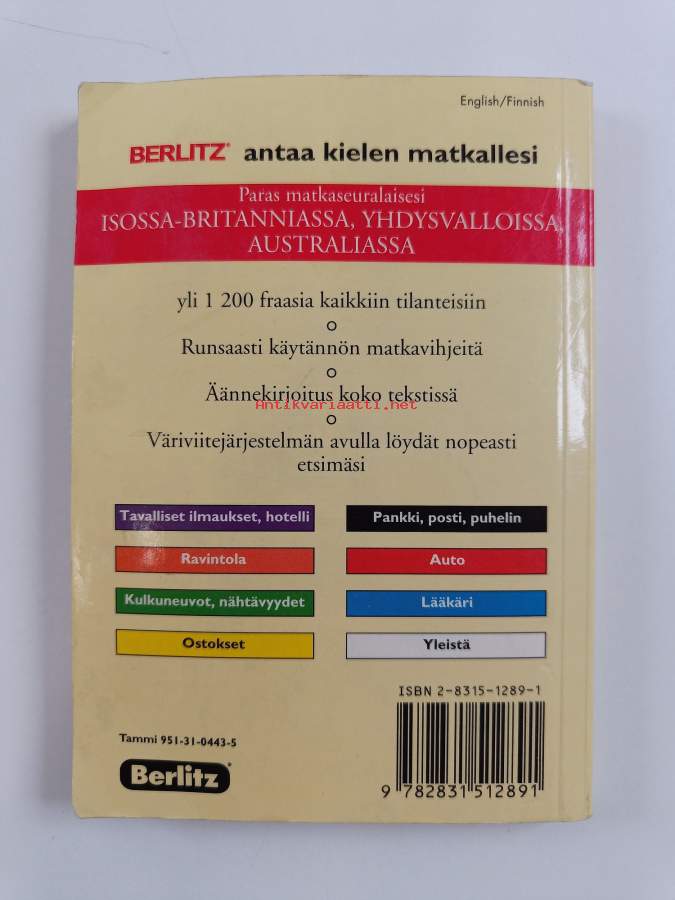 English/Finnish
BERLITZ® antaa kielen matkallesi
Paras matkaseuralaisesi
ISOSSA-BRITANNIASSA, YHDYSVALLOISSA,
AUSTRALIASSA
yli 1 200 fraasia kaikkiin tilanteisiin
Runsaasti käytännön matkavihjeitä
Äännekirjoitus koko tekstissä
Antikvariaatti.net
Väriviitejärjestelmän avulla löydät nopeasti
etsimäsi
Tavalliset ilmaukset, hotelli
Pankki, posti, puhelin
Ravintola
Auto
Kulkuneuvot, nähtävyydet
Lääkäri
Ostokset
Yleistä
ISBN 2-8315-1289-1
Tammi 951-31-0443-5
Berlitz
9 782831 512891